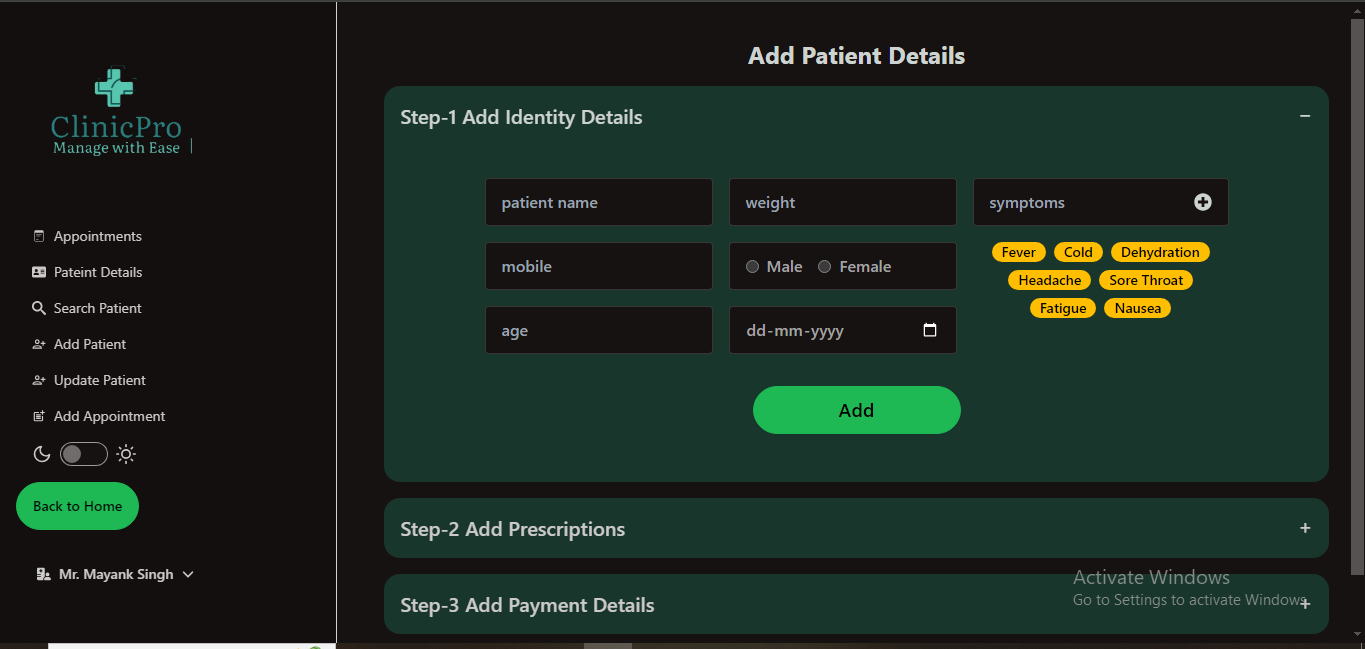 ClinicPro
Manage with Ease
Appointments
Pateint Details
Search Patient
Add Patient
Update Patient
Add Appointment
Back to Home
Mr. Mayank Singh
Add Patient Details
Step-1 Add Identity Details
patient name
weight
symptoms
mobile
Male Female
Fever Cold Dehydration
Headache Sore Throat
Fatigue Nausea
age
dd-mm-yyyy
Add
Step-2 Add Prescriptions
Step-3 Add Payment Details
Activate Windows
Go to Settings to activate Windows.